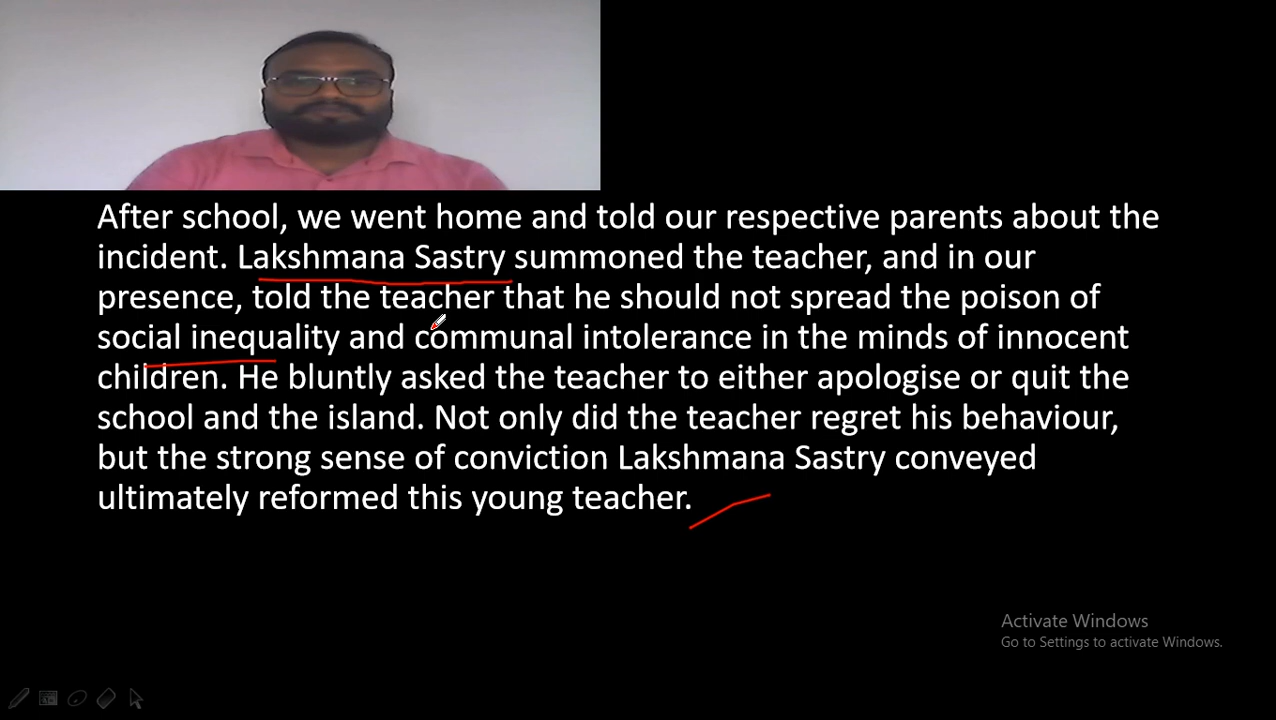 After school, we went home and told our respective parents about the
incident. Lakshmana Sastry summoned the teacher, and in our
presence, told the teacher that he should not spread the poison of
social inequality and communal intolerance in the minds of innocent
children. He bluntly asked the teacher to either apologise or quit the
school and the island. Not only did the teacher regret his behaviour,
but the strong sense of conviction Lakshmana Sastry conveyed
ultimately reformed this young teacher.
Activate Windows
Go to Settings to activate Windows.